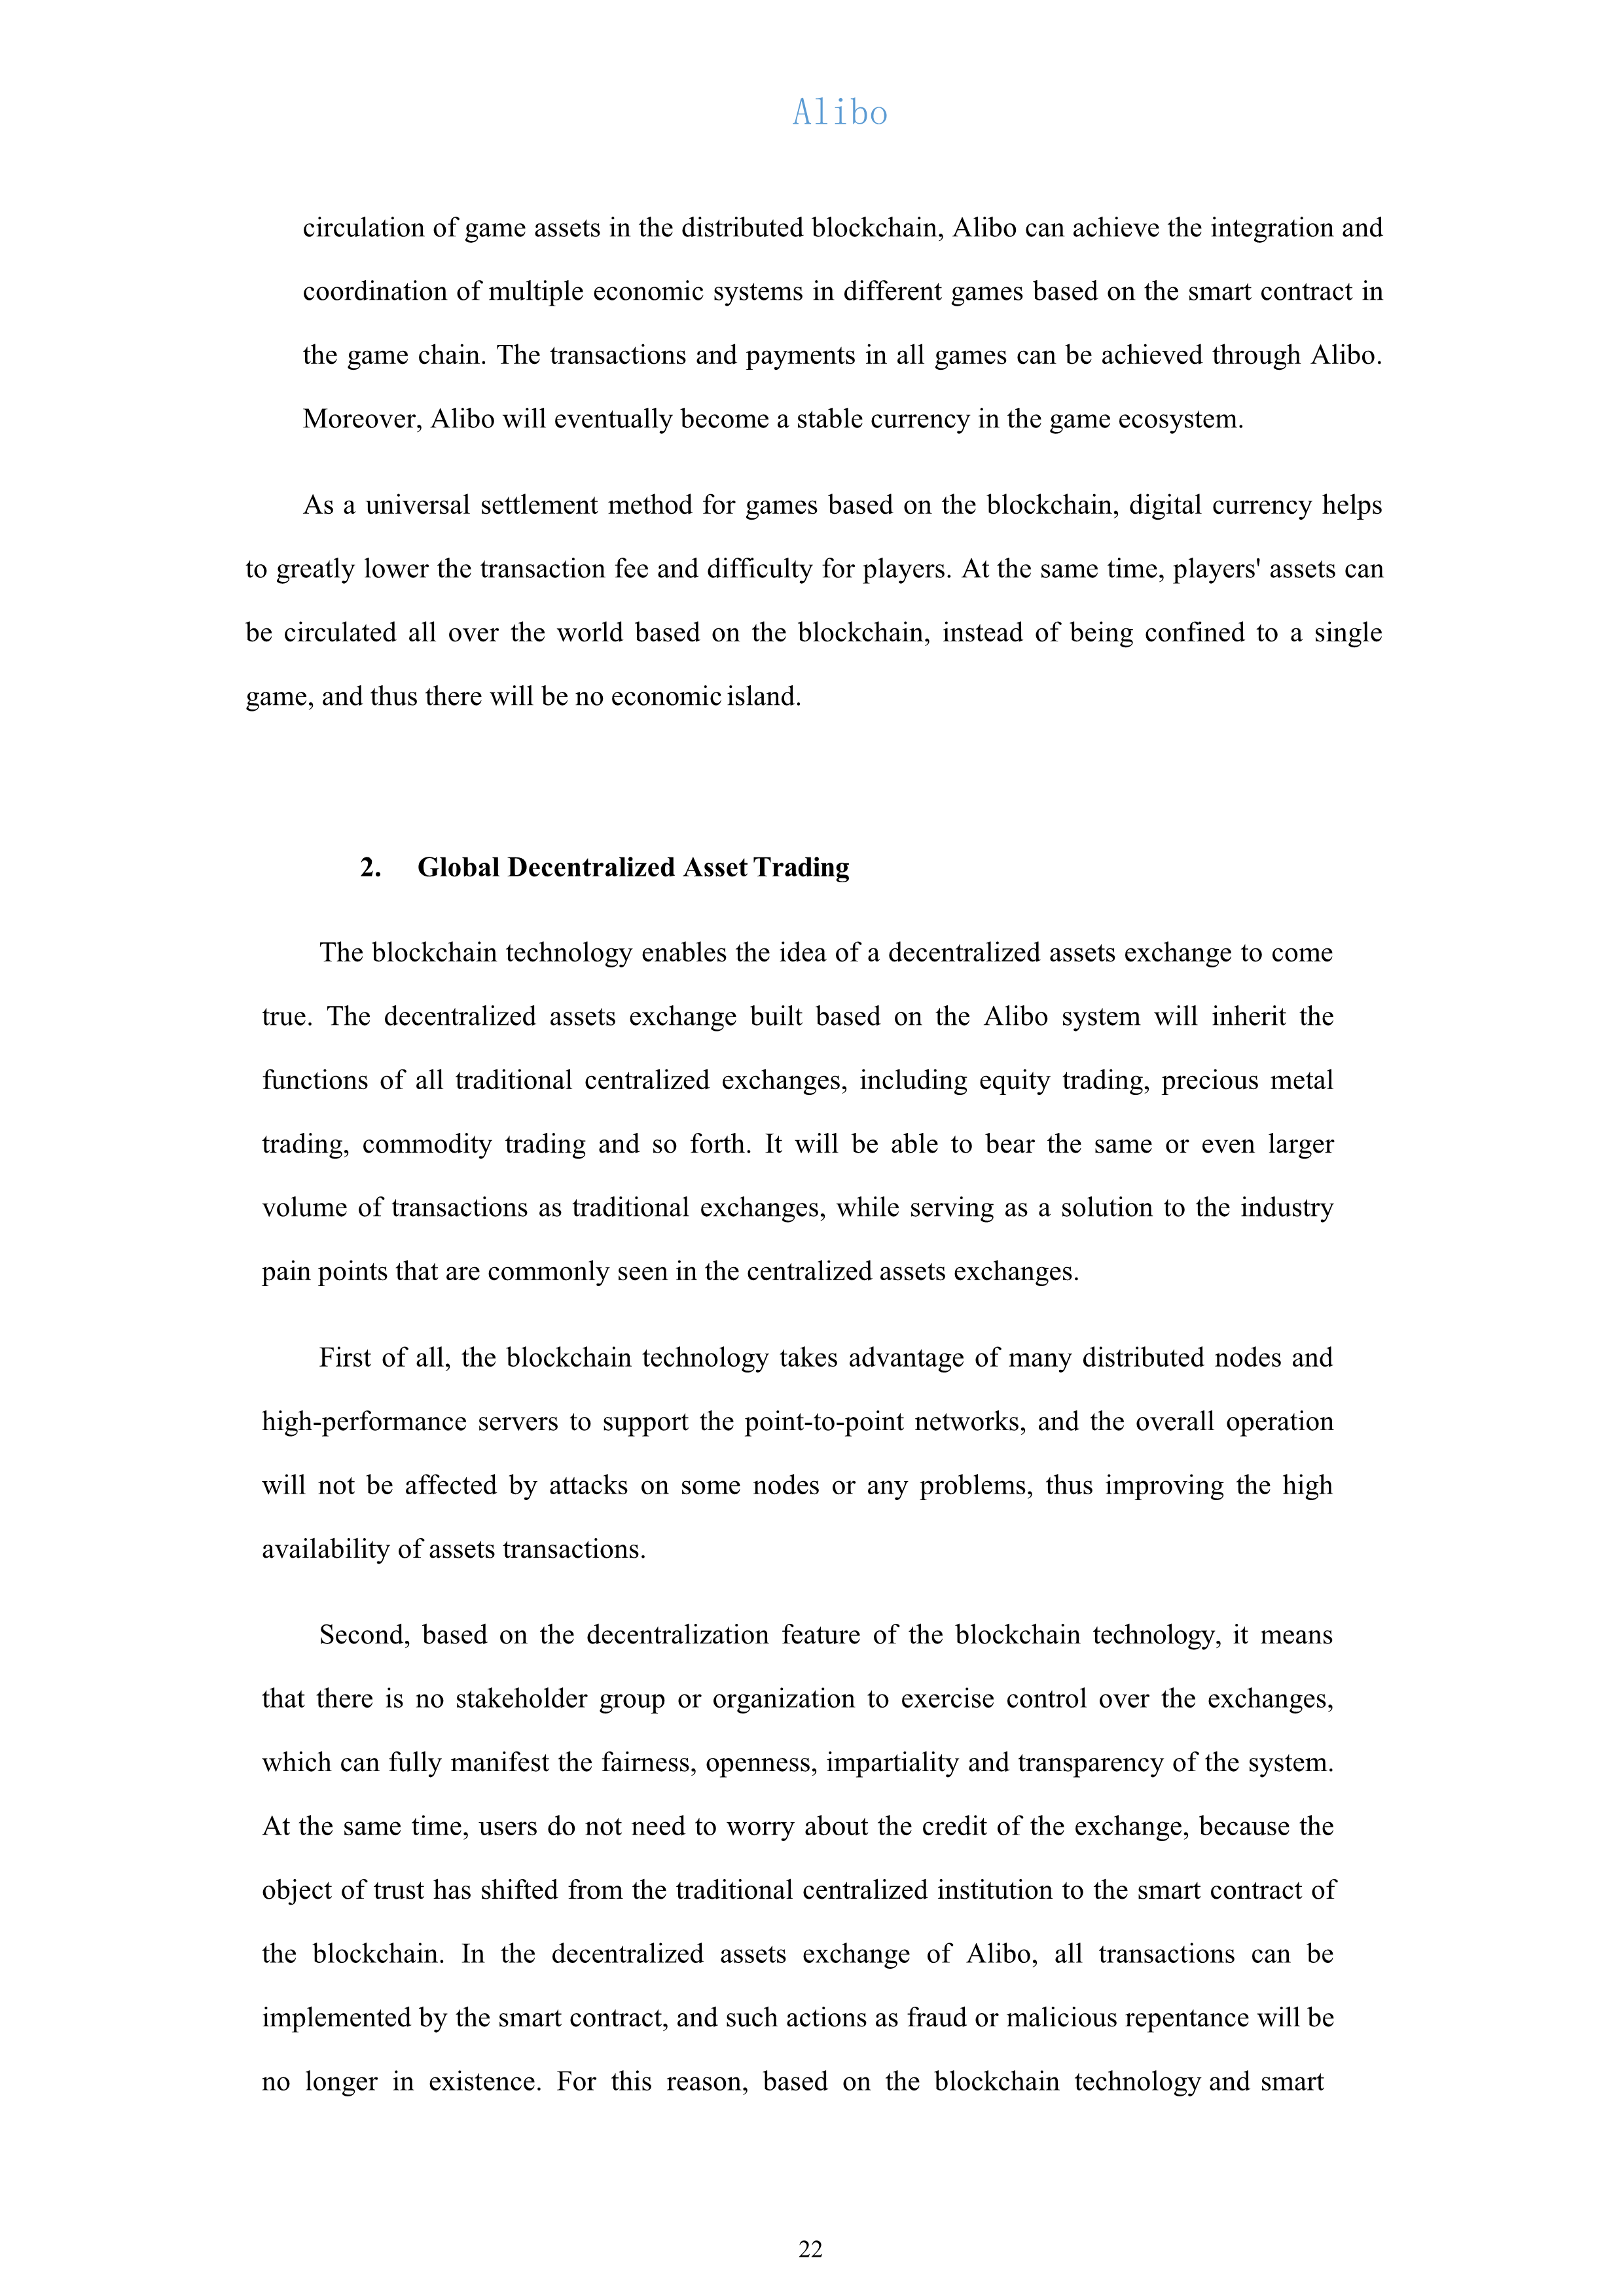 Alibo
circulation of game assets in the distributed blockchain, Alibo can achieve the integration and
coordination of multiple economic systems in different games based on the smart contract in
the game chain. The transactions and payments in all games can be achieved through Alibo.
Moreover, Alibo will eventually become a stable currency in the game ecosystem.
As a universal settlement method for games based on the blockchain, digital currency helps
to greatly lower the transaction fee and difficulty for players. At the same time, players' assets can
be circulated all over the world based on the blockchain, instead of being confined to a single
game, and thus there will be no economic island.
2. Global Decentralized Asset Trading
The blockchain technology enables the idea of a decentralized assets exchange to come
true. The decentralized assets exchange built based on the Alibo system will inherit the
functions of all traditional centralized exchanges, including equity trading, precious metal
trading, commodity trading and so forth. It will be able to bear the same or even larger
volume of transactions as traditional exchanges, while serving as a solution to the industry
pain points that are commonly seen in the centralized assets exchanges.
First of all, the blockchain technology takes advantage of many distributed nodes and
high-performance servers to support the point-to-point networks, and the overall operation
will not be affected by attacks on some nodes or any problems, thus improving the high
availability of assets transactions.
Second, based on the decentralization feature of the blockchain technology, it means
that there is no stakeholder group or organization to exercise control over the exchanges,
which can fully manifest the fairness, openness, impartiality and transparency of the system.
At the same time, users do not need to worry about the credit of the exchange, because the
object of trust has shifted from the traditional centralized institution to the smart contract of
the blockchain. In the decentralized assets exchange of Alibo, all transactions can be
implemented by the smart contract, and such actions as fraud or malicious repentance will be
no longer in existence. For this reason, based on the blockchain technology and smart
22